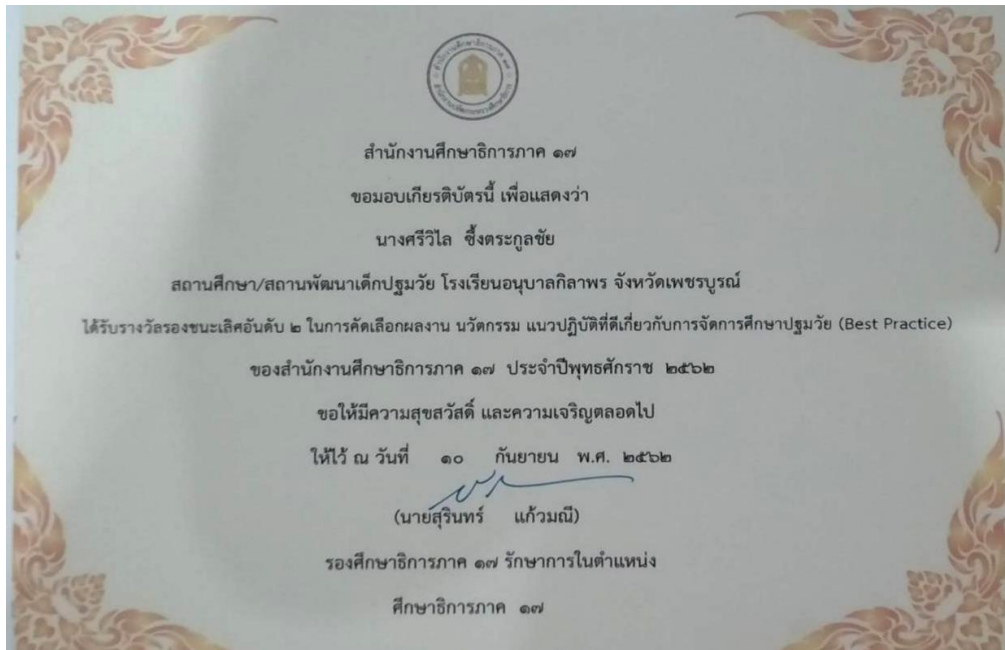 สำนักงานศึกษาธิการภาค ๑๗
ขอมอบเกียรติบัตรนี้ เพื่อแสดงว่า
นางศรีวิไล ซึ้งตระกูลชัย
สถานศึกษา/สถานพัฒนาเด็กปฐมวัย โรงเรียนอนุบาลกิลาพร จังหวัดเพชรบูรณ์
ได้รับรางวัลรองชนะเลิศอันดับ ๒ ในการคัดเลือกผลงาน นวัตกรรม แนวปฏิบัติที่ดีเกี่ยวกับการจัดการศึกษาปฐมวัย (Best Practice)
ของสำนักงานศึกษาธิการภาค ๑๗ ประจำปีพุทธศักราช ๒๕๖๒
ขอให้มีความสุขสวัสดิ์ และความเจริญตลอดไป
ให้ไว้ ณ วันที่ ๑๐ กันยายน พ.ศ. ๒๕๖๒
(นายสุรินทร์ แก้วมณี)
รองศึกษาธิการภาค ๑๗ รักษาการในตำแหน่ง
ศึกษาธิการภาค ๑๗